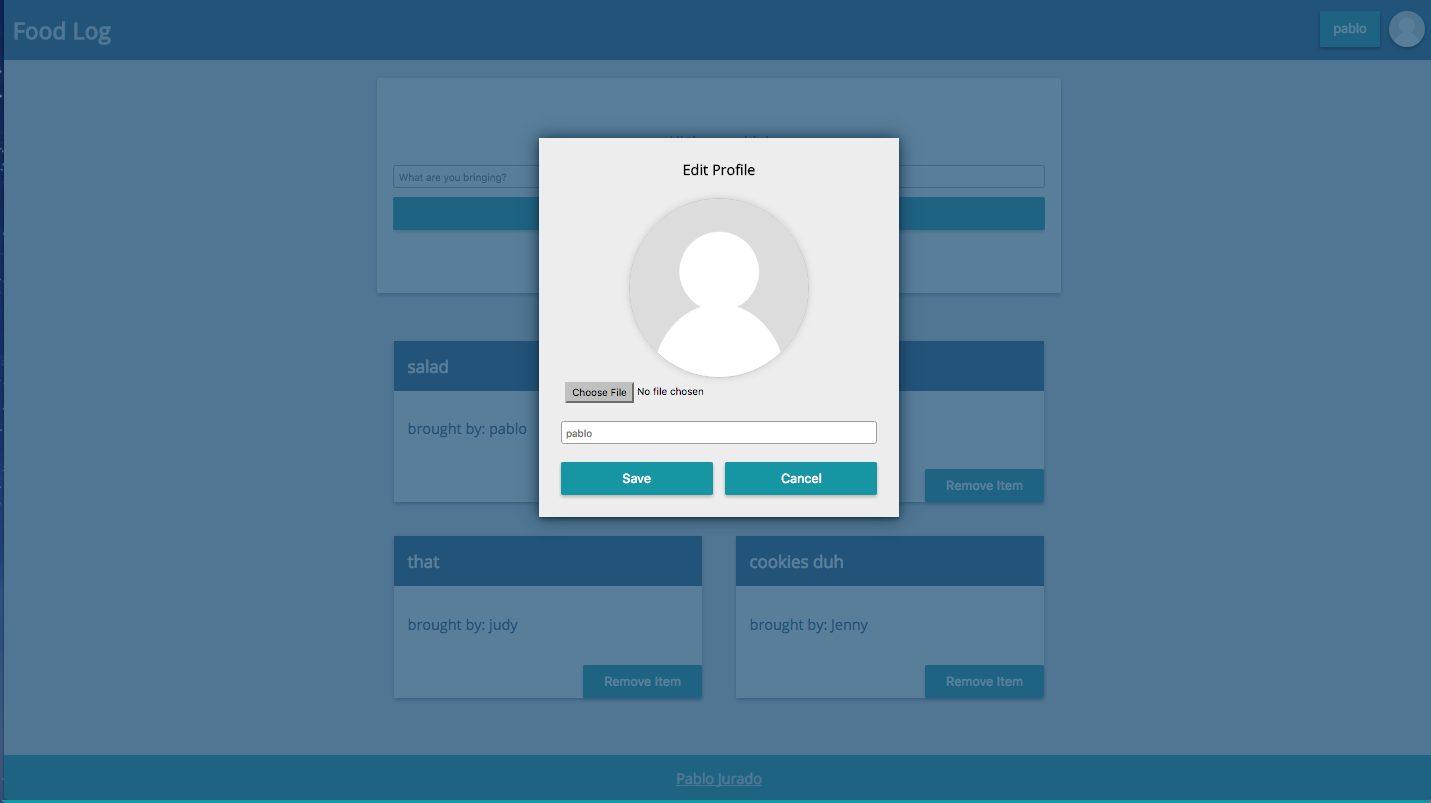 Food Log
pablo
What are you bringing?
Edit Profile
Choose File No file chosen
pablo
Save
Cancel
salad
brought by: pablo
Remove Item
that
brought by: judy
Remove Item
cookies duh
brought by: Jenny
Remove Item
Pablo Jurado